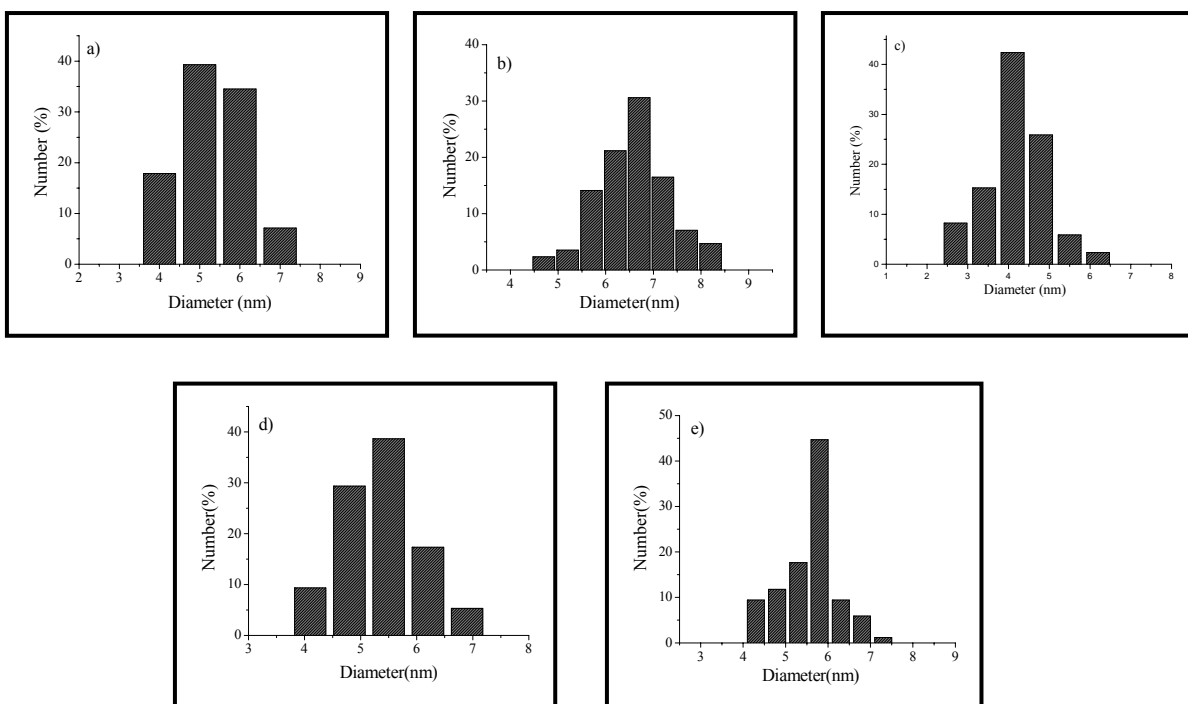 a)
40
30
20
10
0
Number (%)
2 3 4 5 6 7 8 9
Diameter (nm)
b)
40
30
20
10
0
Number(%)
4 5 6 7 8 9
Diameter(nm)
c)
40
30
20
10
0
Number (%)
1 2 3 4 5 6 7 8
Diameter (nm)
d)
40
30
20
10
0
Number(%)
3 4 5 6 7 8
Diameter(nm)
e)
50
40
30
20
10
0
Number(%)
3 4 5 6 7 8 9
Diameter(nm)